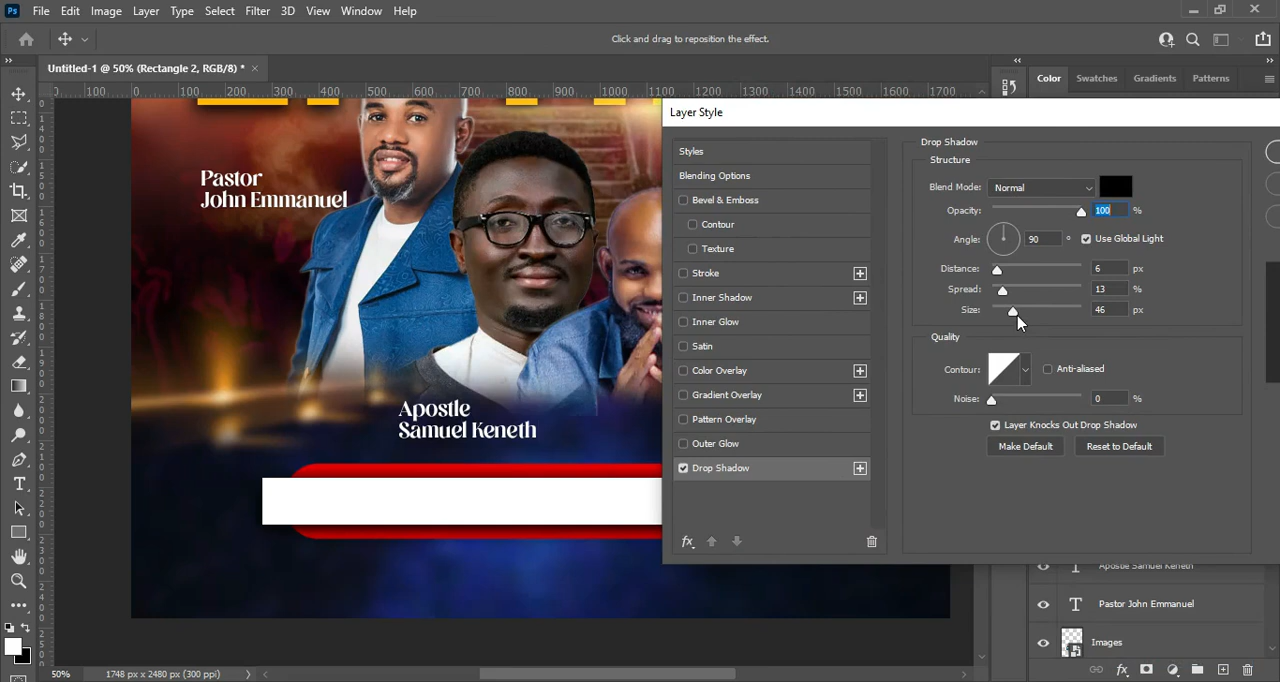 Ps File Edit Image Layer Type Select Filter 3D View Window Help
Click and drag to reposition the effect.
Untitled-1 @ 50% (Rectangle 2, RGB/8) *
Color Swatches Gradients Patterns
0 100 200 300 400 500 600 700 800 900 1000 1100 1200 1300 1400 1500 1600 1700
Layer Style
Styles
Blending Options
Bevel & Emboss
Contour
Texture
Stroke
Inner Shadow
Inner Glow
Satin
Color Overlay
Gradient Overlay
Pattern Overlay
Outer Glow
Drop Shadow
fx
Drop Shadow
Structure
Blend Mode: Normal
Opacity: 100 %
Angle: 90 ° Use Global Light
Distance: 6 px
Spread: 13 %
Size: 46 px
Quality
Contour: Anti-aliased
Noise: 0 %
Layer Knocks Out Drop Shadow
Make Default Reset to Default
Pastor
John Emmanuel
Apostle
Samuel Keneth
Apostle Samuel Keneth
Pastor John Emmanuel
Images
fx
50% 1748 px x 2480 px (300 ppi)